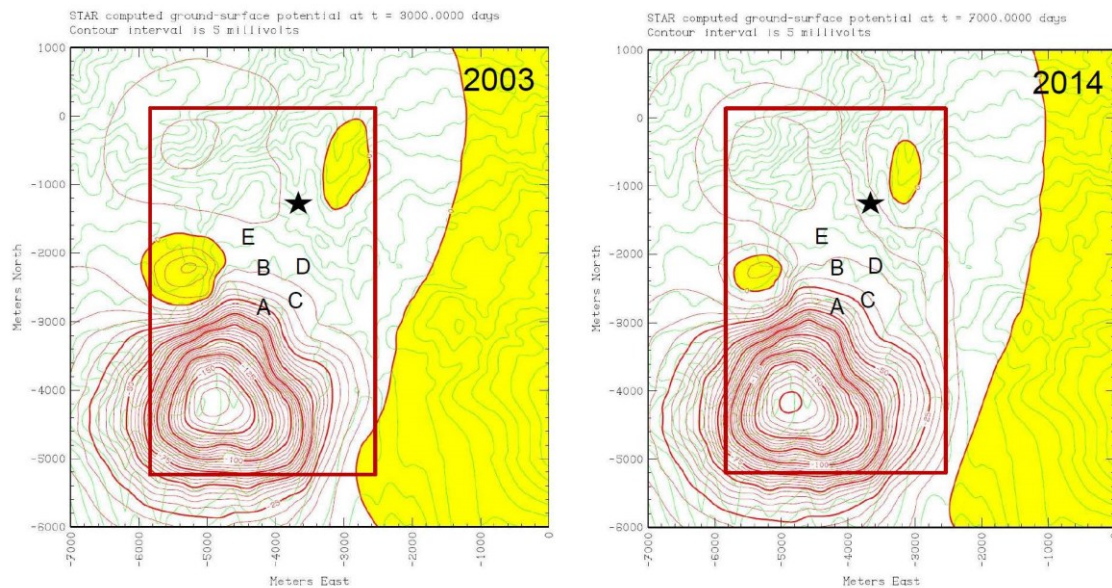 STAR computed ground-surface potential at t = 3000.0000 days
Contour interval is 5 millivolts
2003
1000
0
-1000
-2000
-3000
-4000
-5000
-6000
Meters North
E
B
D
A
C
-7000
-6000
-5000
-4000
-3000
-2000
-1000
0
Meters East
STAR computed ground-surface potential at t = 7000.0000 days
Contour interval is 5 millivolts
2014
1000
0
-1000
-2000
-3000
-4000
-5000
-6000
Meters North
E
B
D
A
C
-100
-7000
-6000
-5000
-4000
-3000
-2000
-1000
0
Meters East